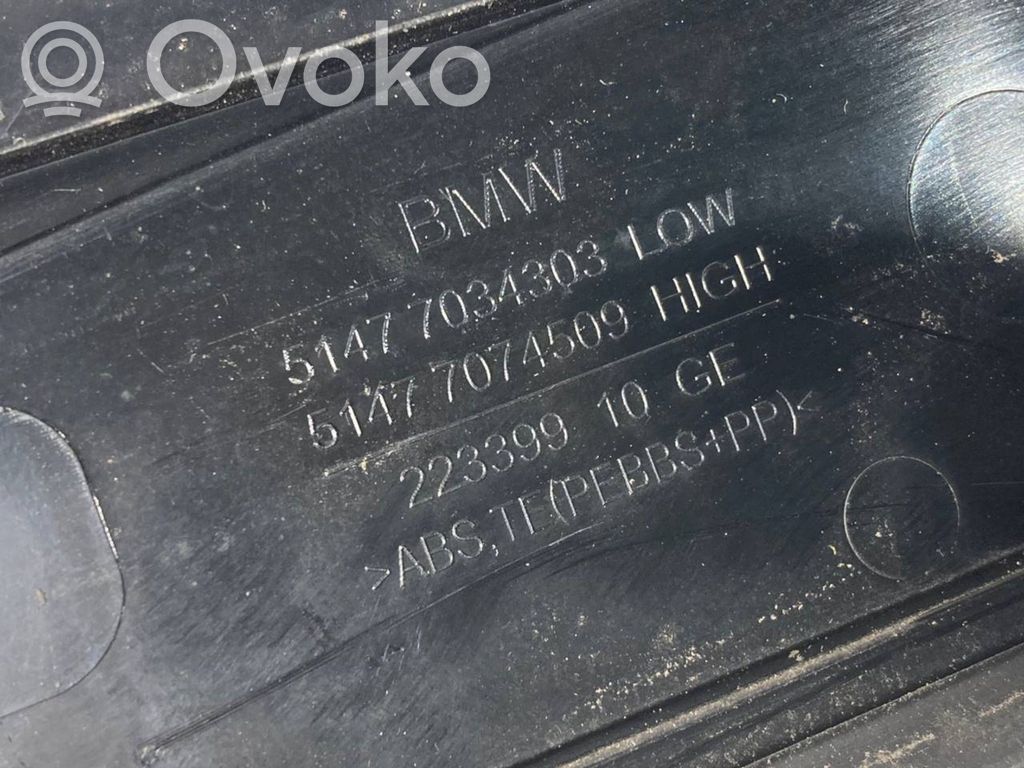 Ovoko
BMW
5147 7034303 LOW
5147 7074509 HIGH
223399 10 GE
>ABS,TE(PEBBS+PP)<